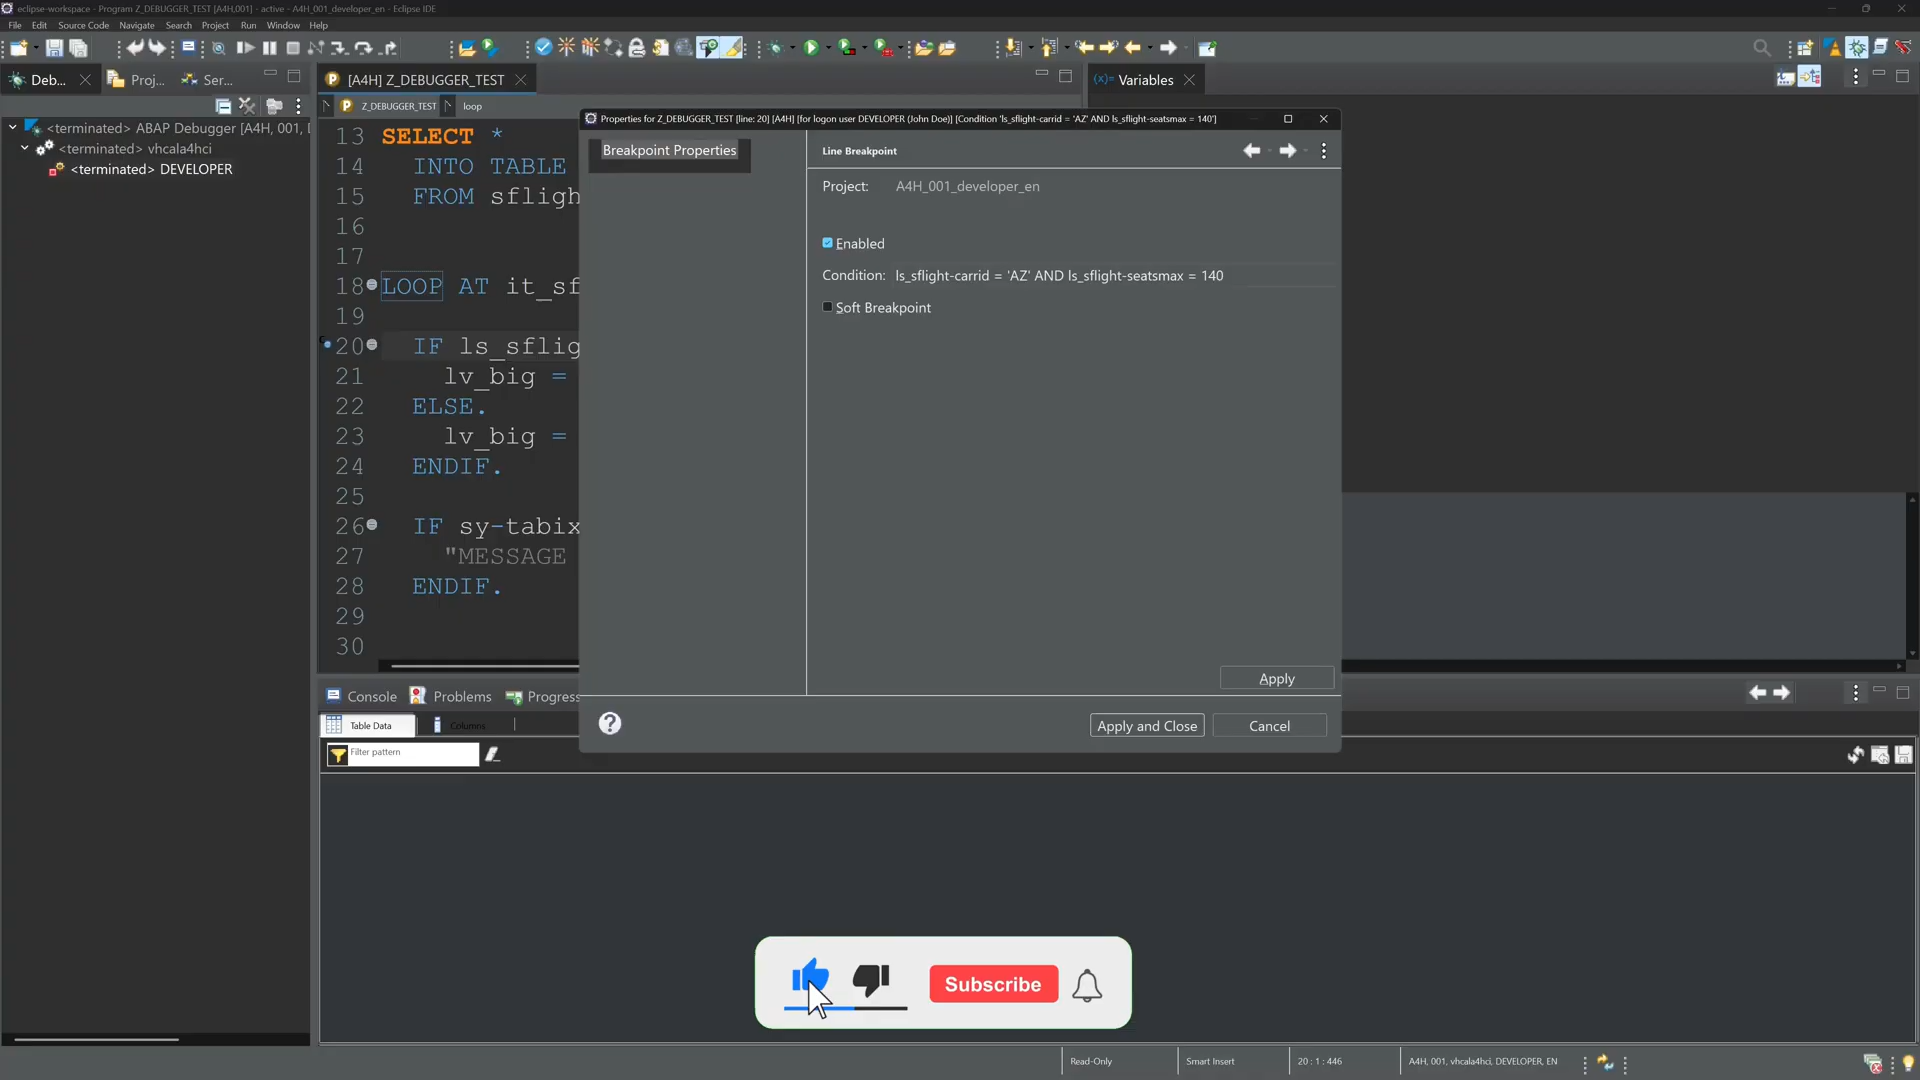 eclipse-workspace - Program Z_DEBUGGER_TEST [A4H,001] - active - A4H_001_developer_en - Eclipse IDE
File Edit Source Code Navigate Search Project Run Window Help
Deb... Proj... Ser...
[A4H] Z_DEBUGGER_TEST
(x)= Variables
Z_DEBUGGER_TEST loop
<terminated> ABAP Debugger [A4H, 001,
<terminated> vhcala4hci
<terminated> DEVELOPER
13 SELECT *
14 INTO TABLE
15 FROM sfligh
16
17
18 LOOP AT it_sf
19
20 IF ls_sflig
21 lv_big =
22 ELSE.
23 lv_big =
24 ENDIF.
25
26 IF sy-tabix
27 "MESSAGE
28 ENDIF.
29
30
Properties for Z_DEBUGGER_TEST [line: 20] [A4H] [for logon user DEVELOPER (John Doe)] [Condition 'ls_sflight-carrid = 'AZ' AND ls_sflight-seatsmax = 140']
Breakpoint Properties
Line Breakpoint
Project: A4H_001_developer_en
Enabled
Condition: ls_sflight-carrid = 'AZ' AND ls_sflight-seatsmax = 140
Soft Breakpoint
Apply
Apply and Close Cancel
Console Problems Progress
Table Data Columns
Filter pattern
Subscribe
Read-Only Smart Insert 20 : 1 : 446 A4H, 001, vhcala4hci, DEVELOPER, EN